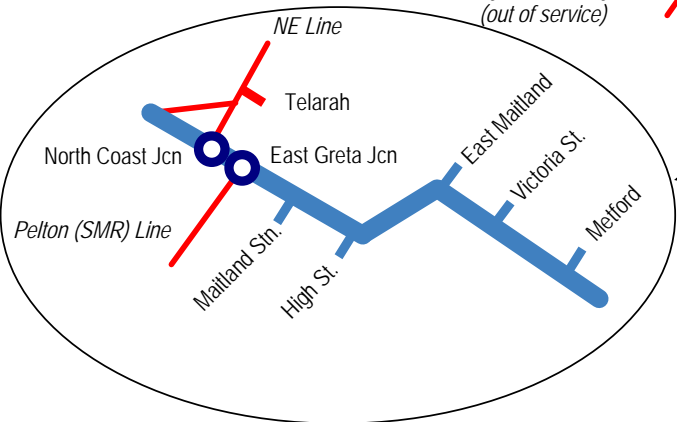 (out of service)
NE Line
Telarah
East Maitland
North Coast Jcn
East Greta Jcn
Victoria St.
Metford
Pelton (SMR) Line
Maitland Stn.
High St.